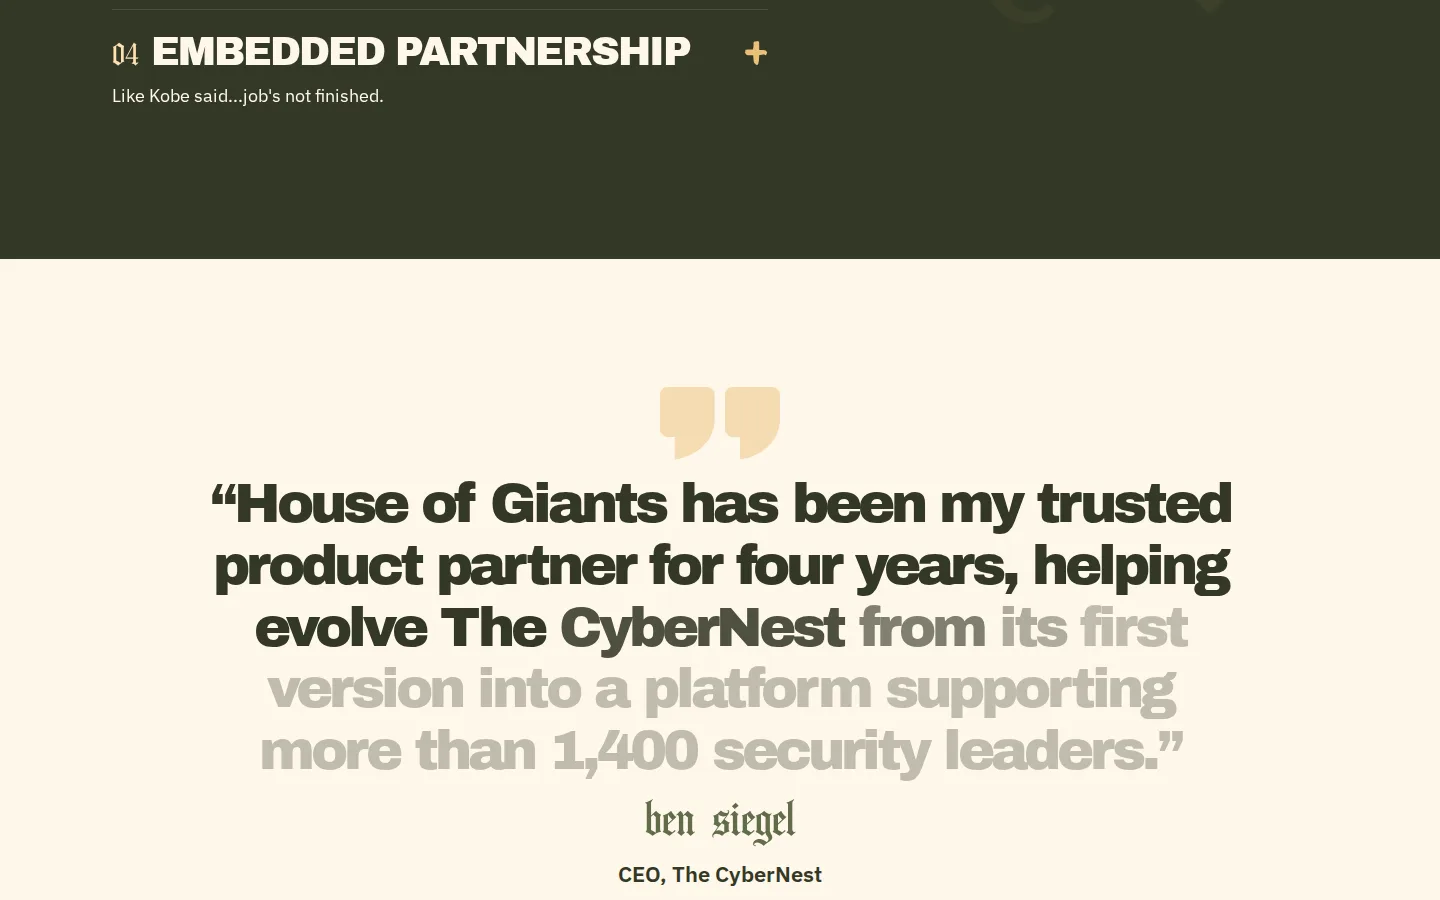 04 EMBEDDED PARTNERSHIP
Like Kobe said...job's not finished.
“House of Giants has been my trusted
product partner for four years, helping
evolve The CyberNest from its first
version into a platform supporting
more than 1,400 security leaders.”
ben siegel
CEO, The CyberNest